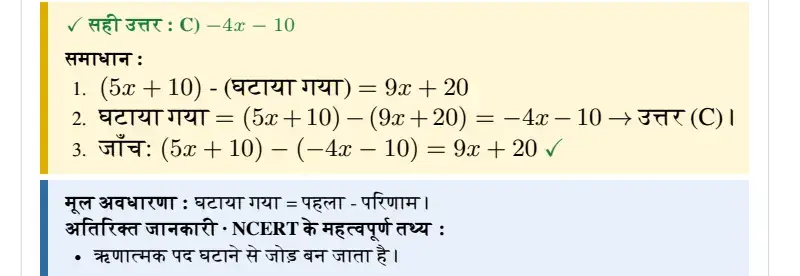 ✓ सही उत्तर : C) −4x − 10
समाधान :
1. (5x + 10) - (घटाया गया) = 9x + 20
2. घटाया गया = (5x + 10) − (9x + 20) = −4x − 10 → उत्तर (C) ।
3. जाँच: (5x + 10) − (−4x − 10) = 9x + 20 ✓
मूल अवधारणा : घटाया गया = पहला - परिणाम ।
अतिरिक्त जानकारी · NCERT के महत्वपूर्ण तथ्य :
• ऋणात्मक पद घटाने से जोड़ बन जाता है ।